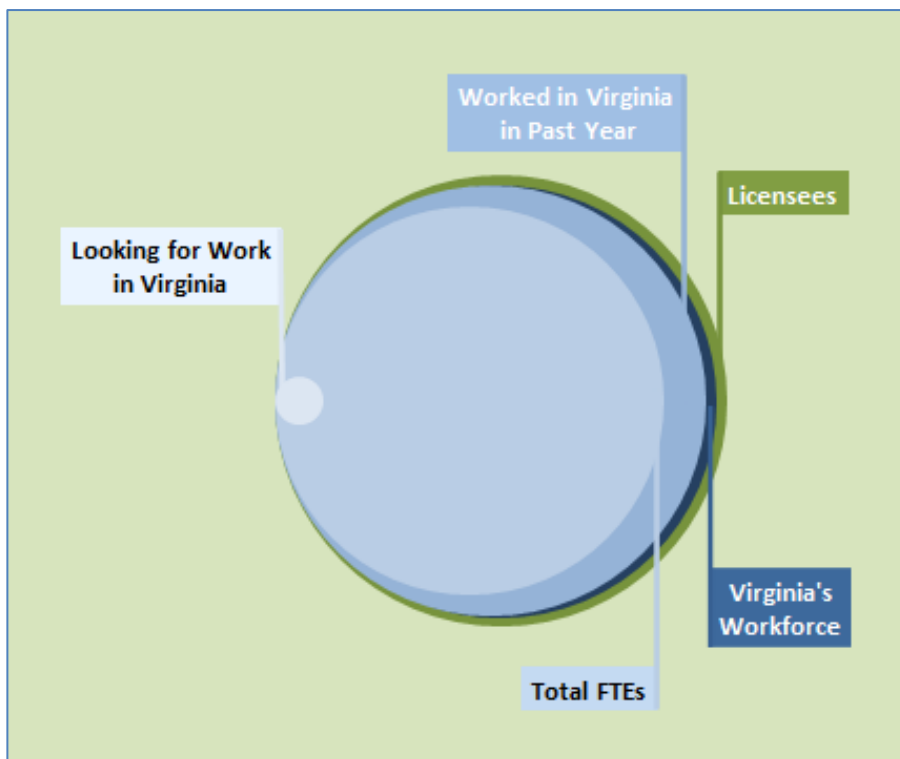 Worked in Virginia
in Past Year
Licensees
Looking for Work
in Virginia
Virginia's
Workforce
Total FTEs